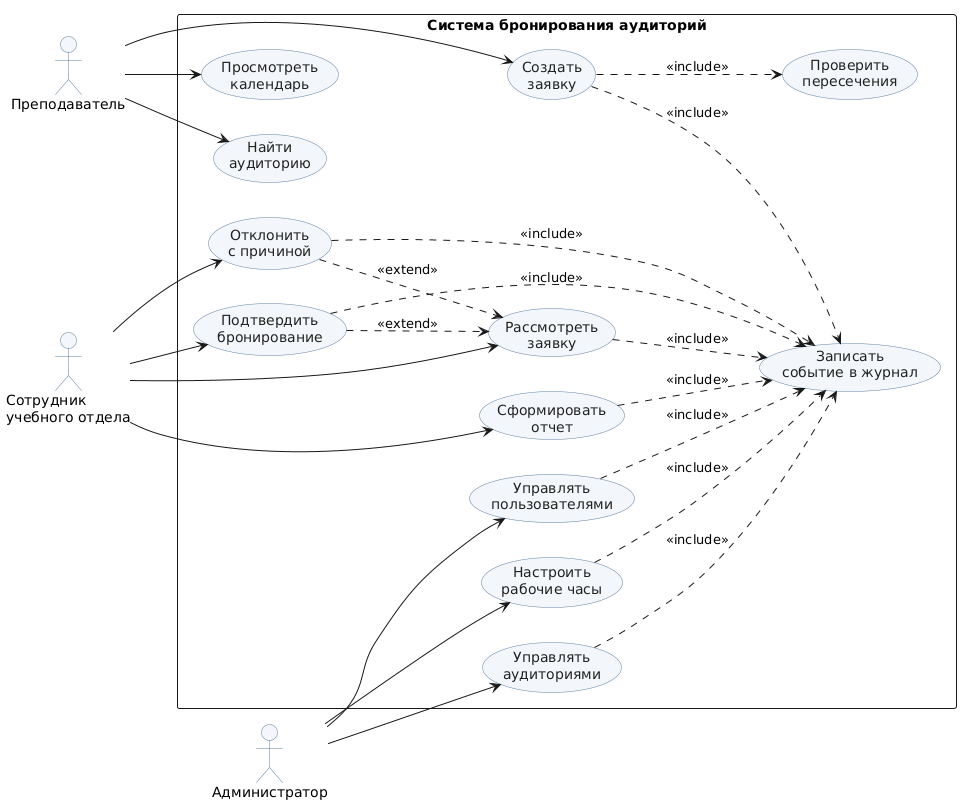 Система бронирования аудиторий
Преподаватель
Просмотреть
календарь
Создать
заявку
«include»
Проверить
пересечения
«include»
Найти
аудиторию
Отклонить
с причиной
«include»
«extend»
«include»
Подтвердить
бронирование
«extend»
Рассмотреть
заявку
«include»
Записать
событие в журнал
Сотрудник
учебного отдела
«include»
Сформировать
отчет
«include»
Управлять
пользователями
«include»
Настроить
рабочие часы
«include»
Управлять
аудиториями
Администратор